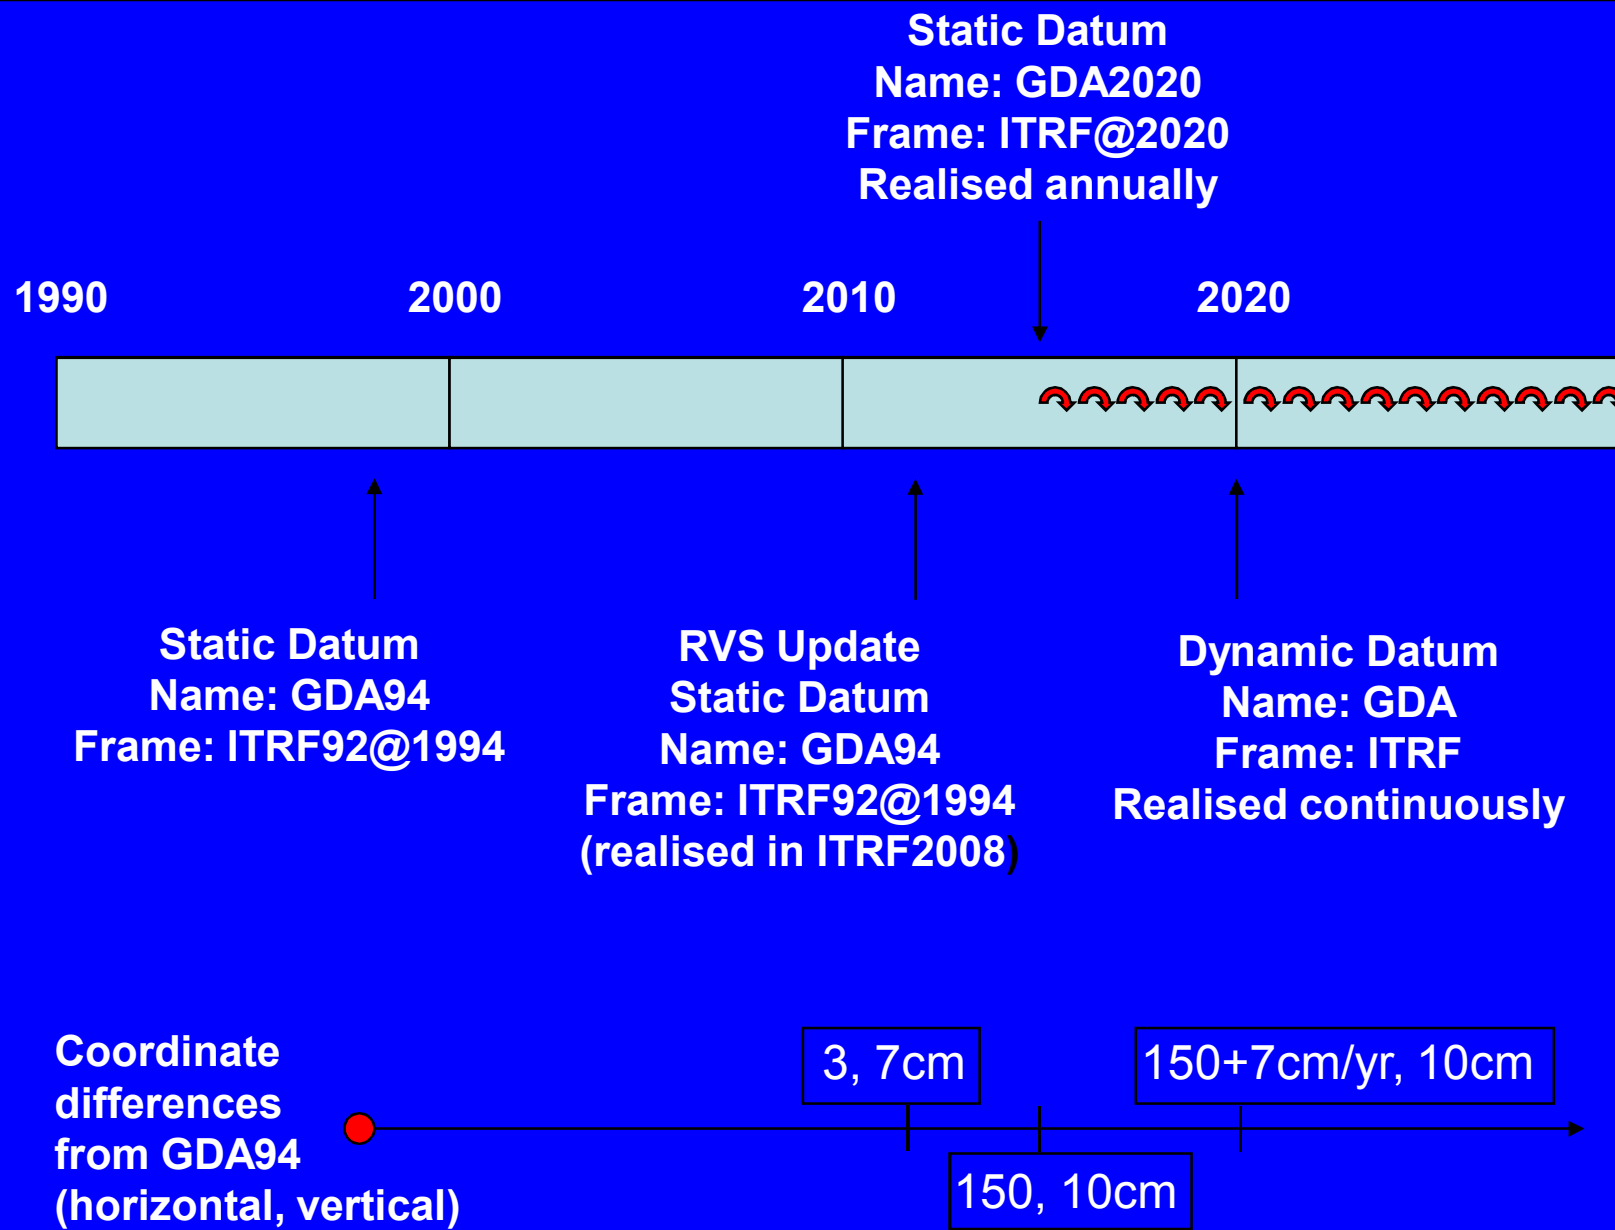 Static Datum
Name: GDA2020
Frame: ITRF@2020
Realised annually
1990
2000
2010
2020
Static Datum
Name: GDA94
Frame: ITRF92@1994
RVS Update
Static Datum
Name: GDA94
Frame: ITRF92@1994
(realised in ITRF2008)
Dynamic Datum
Name: GDA
Frame: ITRF
Realised continuously
Coordinate
differences
from GDA94
(horizontal, vertical)
3, 7cm
150, 10cm
150+7cm/yr, 10cm